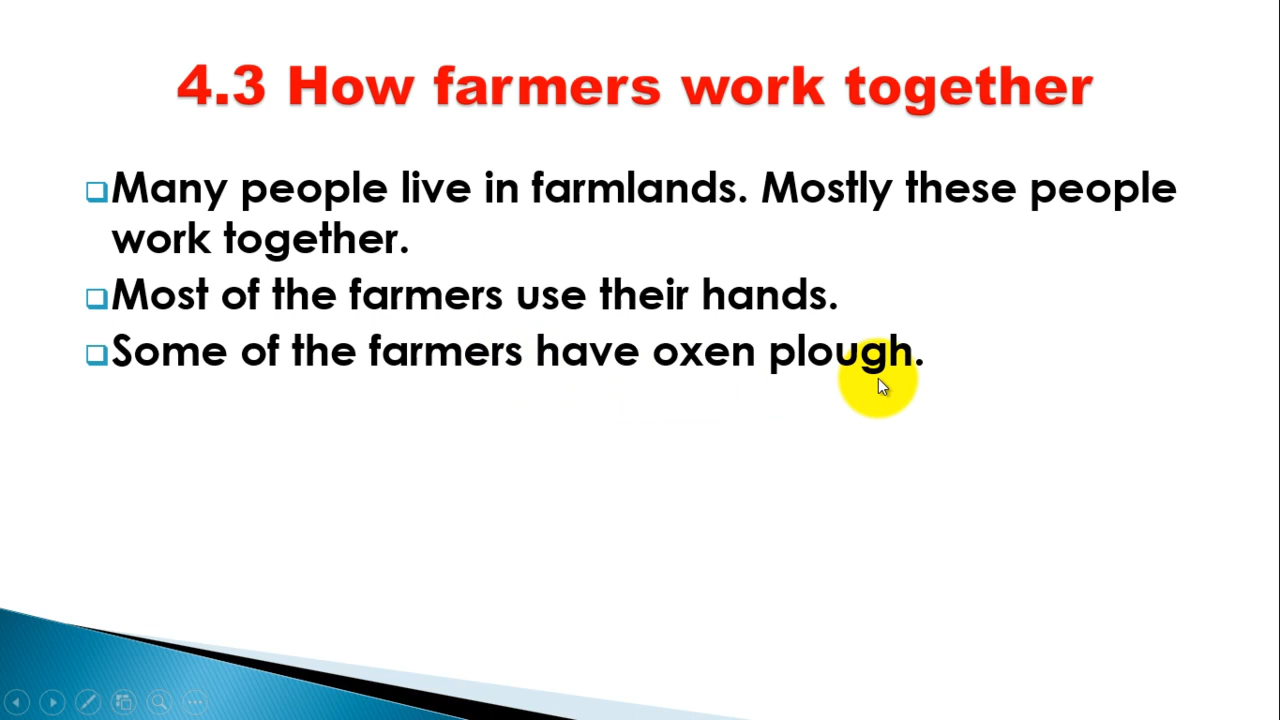 4.3 How farmers work together
Many people live in farmlands. Mostly these people
work together.
Most of the farmers use their hands.
Some of the farmers have oxen plough.